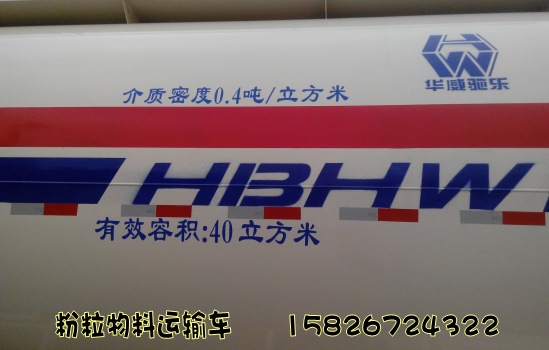 华威驰乐
介质密度0.4吨/立方米
HBHW
有效容积:40立方米
粉粒物料运输车 15826724322